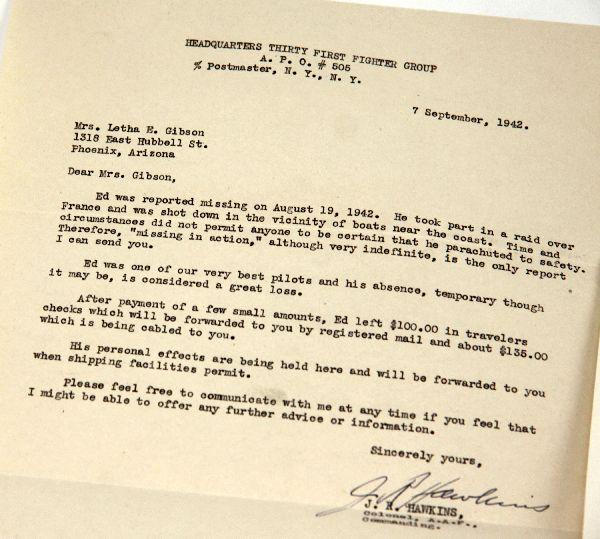 HEADQUARTERS THIRTY FIRST FIGHTER GROUP
A. P. O. # 505
% Postmaster, N. Y., N. Y.
7 September, 1942.
Mrs. Letha E. Gibson
1318 East Hubbell St.
Phoenix, Arizona
Dear Mrs. Gibson,
Ed was reported missing on August 19, 1942. He took part in a raid over
France and was shot down in the vicinity of boats near the coast. Time and
circumstances did not permit anyone to be certain that he parachuted to safety.
Therefore, "missing in action," although very indefinite, is the only report
I can send you.
Ed was one of our very best pilots and his absence, temporary though
it may be, is considered a great loss.
After payment of a few small amounts, Ed left $100.00 in travelers
checks which will be forwarded to you by registered mail and about $135.00
which is being cabled to you.
His personal effects are being held here and will be forwarded to you
when shipping facilities permit.
Please feel free to communicate with me at any time if you feel that
I might be able to offer any further advice or information.
Sincerely yours,
J R Hawkins
J. R. HAWKINS,
Colonel, A.A.F.,
Commanding.